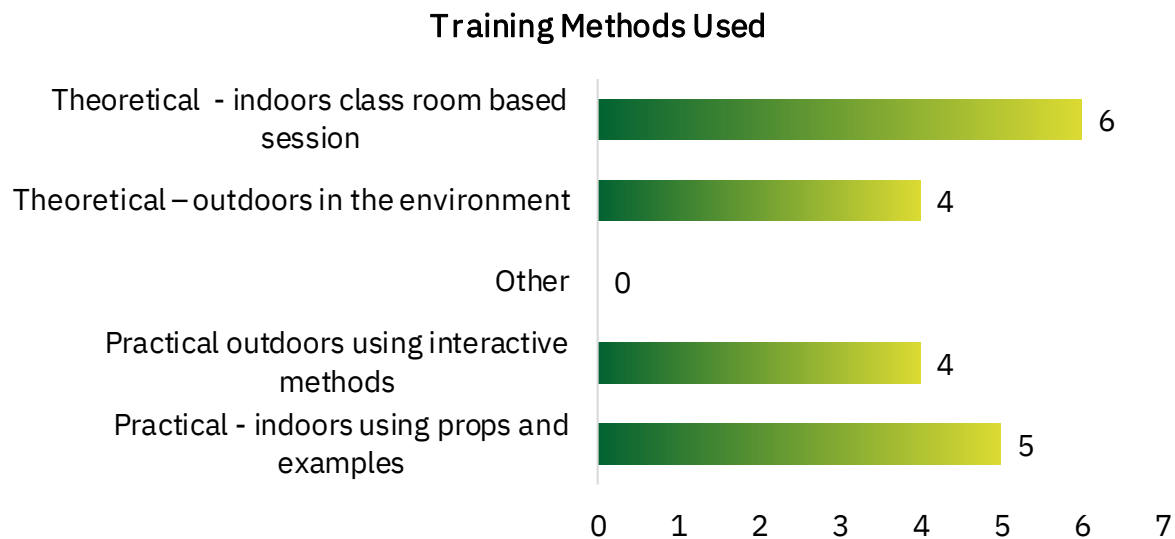 Training Methods Used
Theoretical - indoors class room based
session
6
Theoretical – outdoors in the environment
4
Other
0
Practical outdoors using interactive
methods
4
Practical - indoors using props and
examples
5
0 1 2 3 4 5 6 7